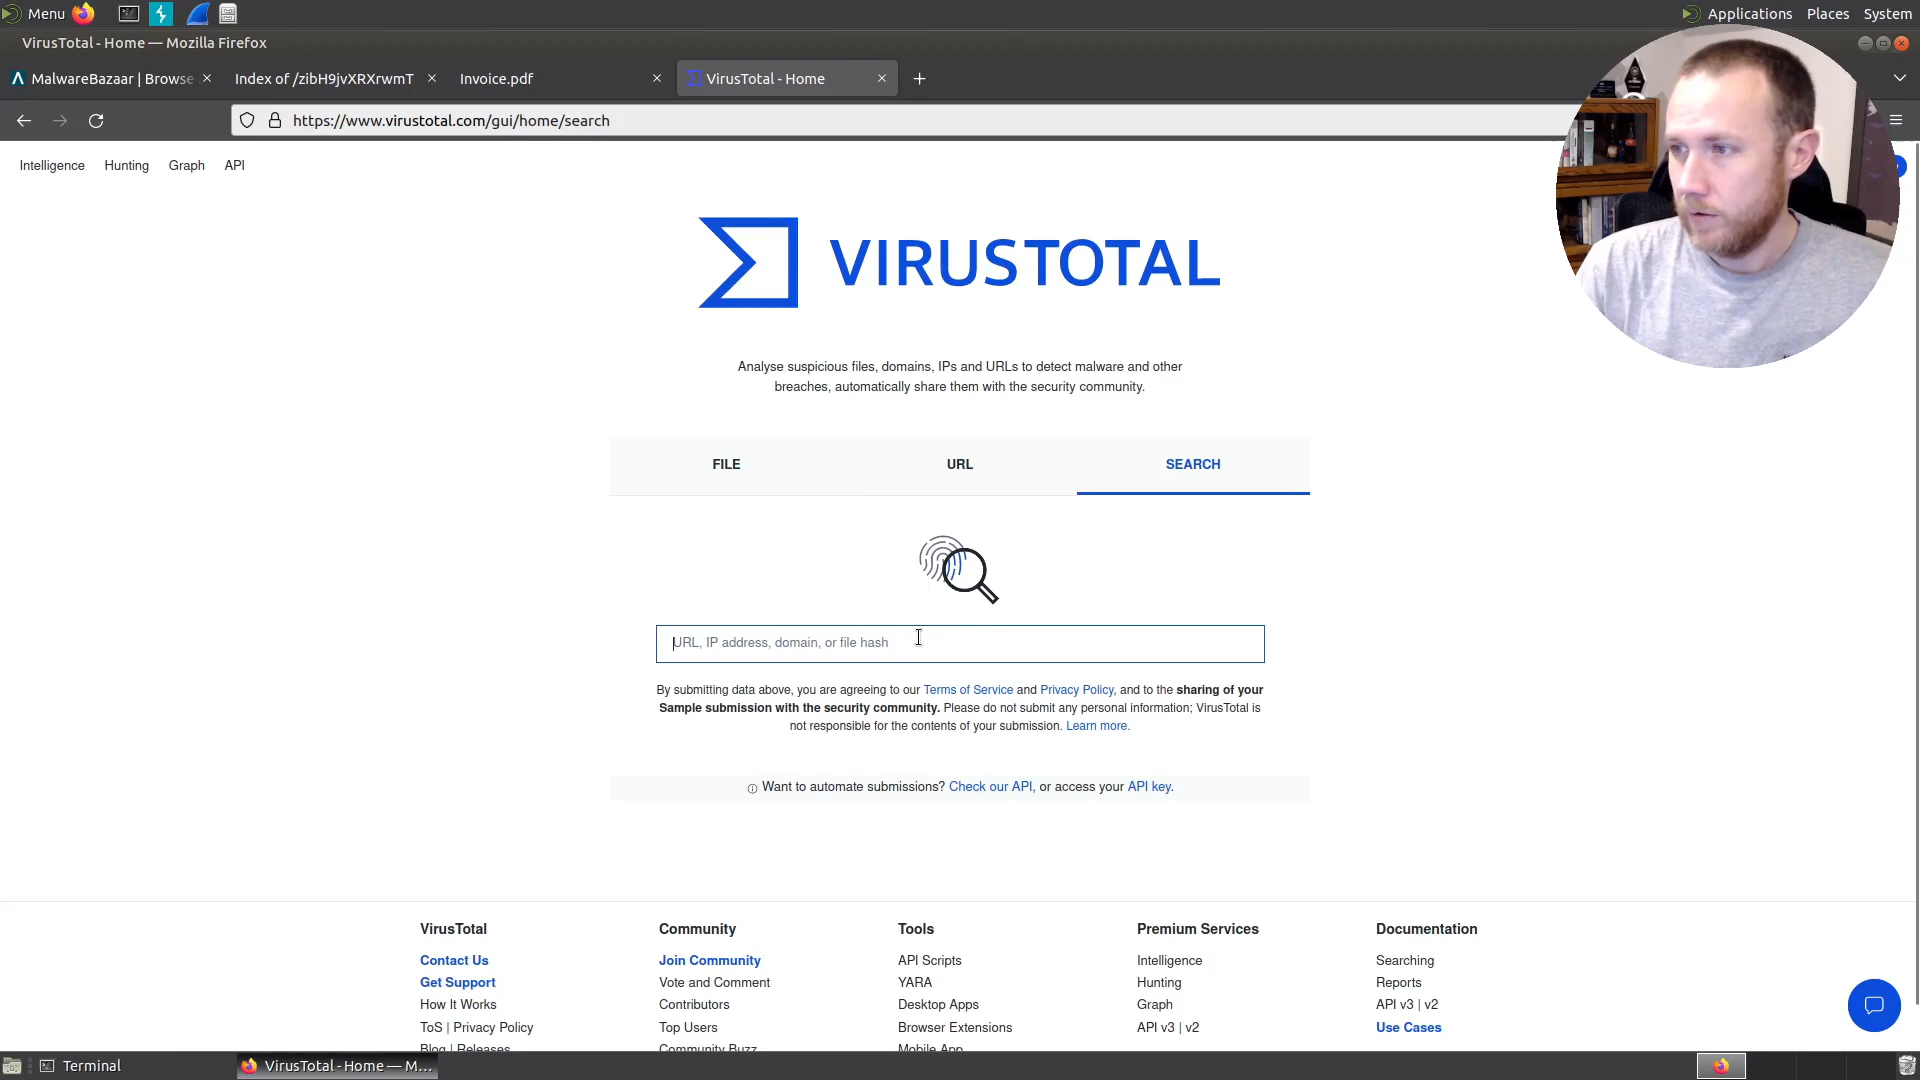 Menu
Applications Places System
VirusTotal - Home — Mozilla Firefox
MalwareBazaar | Browse
Index of /zibH9jvXRXrwmT
Invoice.pdf
VirusTotal - Home
https://www.virustotal.com/gui/home/search
Intelligence Hunting Graph API
VIRUSTOTAL
Analyse suspicious files, domains, IPs and URLs to detect malware and other
breaches, automatically share them with the security community.
FILE URL SEARCH
URL, IP address, domain, or file hash
By submitting data above, you are agreeing to our Terms of Service and Privacy Policy, and to the sharing of your
Sample submission with the security community. Please do not submit any personal information; VirusTotal is
not responsible for the contents of your submission. Learn more.
Want to automate submissions? Check our API, or access your API key.
VirusTotal Community Tools Premium Services Documentation
Contact Us Join Community API Scripts Intelligence Searching
Get Support Vote and Comment YARA Hunting Reports
How It Works Contributors Desktop Apps Graph API v3 | v2
ToS | Privacy Policy Top Users Browser Extensions API v3 | v2 Use Cases
Blog | Releases Community Buzz Mobile App
Terminal
VirusTotal - Home — M...